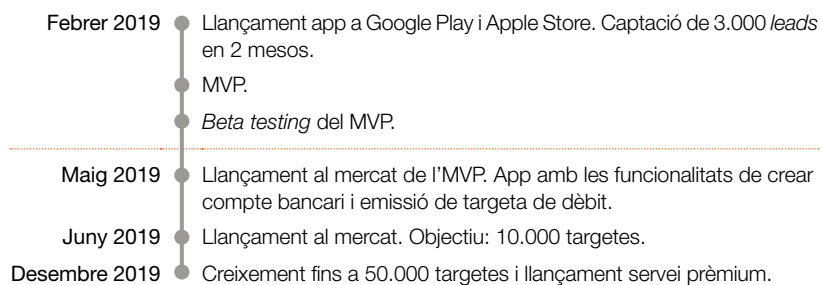 Febrer 2019 Llançament app a Google Play i Apple Store. Captació de 3.000 leads
en 2 mesos.
MVP.
Beta testing del MVP.
Maig 2019 Llançament al mercat de l’MVP. App amb les funcionalitats de crear
compte bancari i emissió de targeta de dèbit.
Juny 2019 Llançament al mercat. Objectiu: 10.000 targetes.
Desembre 2019 Creixement fins a 50.000 targetes i llançament servei prèmium.